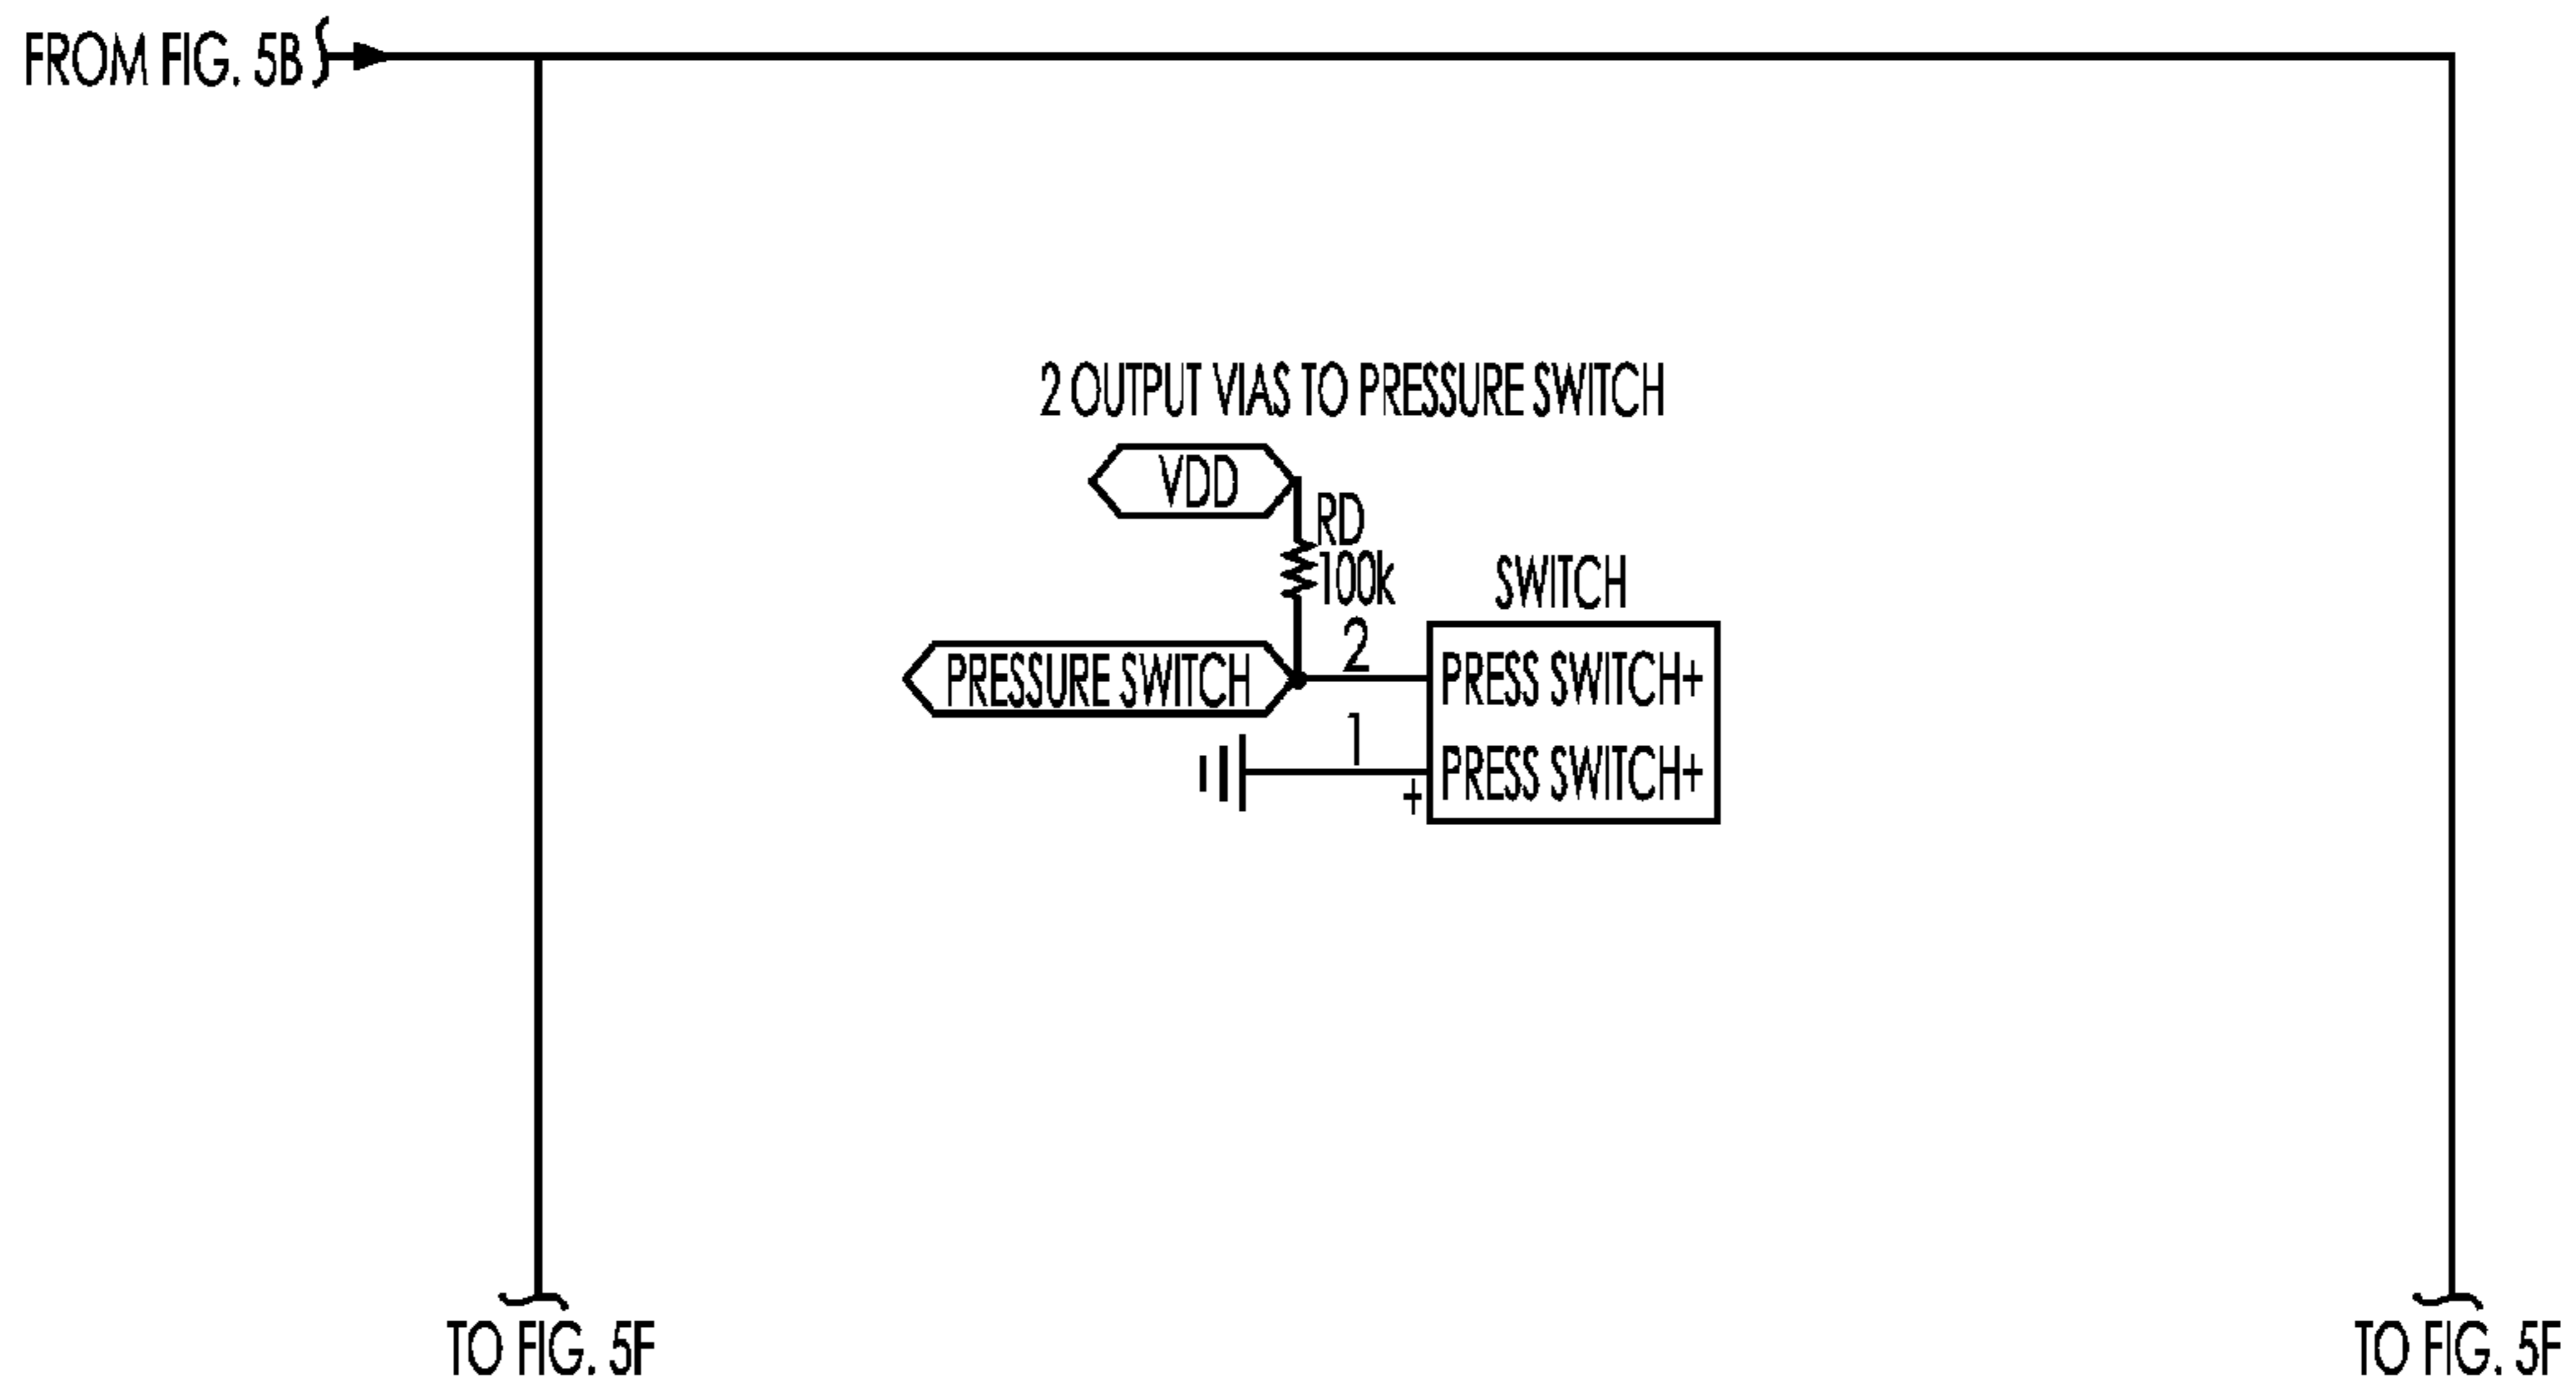 FROM FIG. 5B
2 OUTPUT VIAS TO PRESSURE SWITCH
VDD
RD
100k
SWITCH
PRESSURE SWITCH
2
PRESS SWITCH+
1
+
PRESS SWITCH+
TO FIG. 5F
TO FIG. 5F